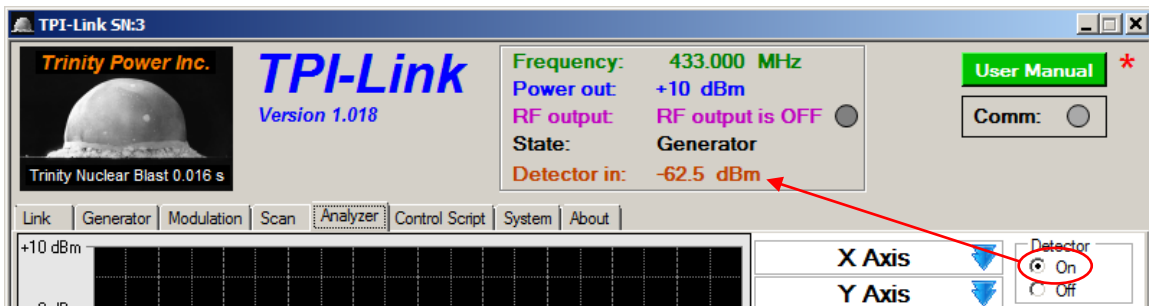 TPI-Link SN:3
Trinity Power Inc.
Trinity Nuclear Blast 0.016 s
TPI-Link
Version 1.018
Frequency: 433.000 MHz
Power out: +10 dBm
RF output: RF output is OFF
State: Generator
Detector in: -62.5 dBm
User Manual *
Comm:
Link Generator Modulation Scan Analyzer Control Script System About
+10 dBm
X Axis
Y Axis
Detector
On
Off